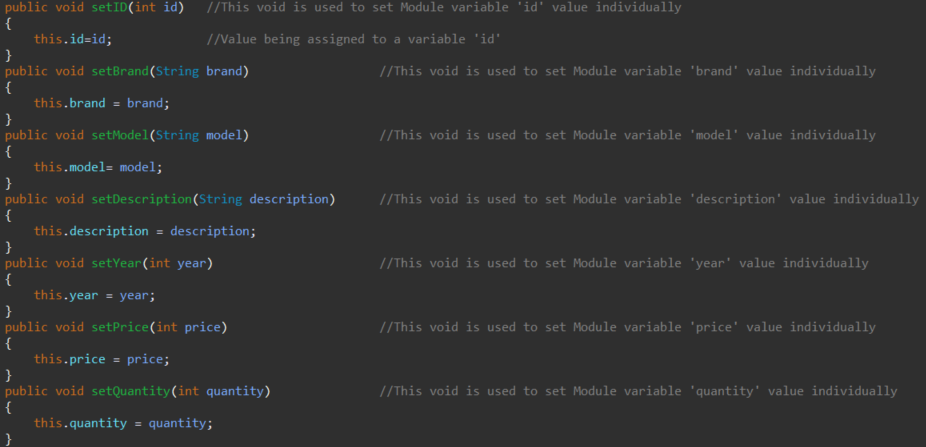 public void setID(int id)   //This void is used to set Module variable 'id' value individually
{
    this.id=id;             //Value being assigned to a variable 'id'
}
public void setBrand(String brand)                  //This void is used to set Module variable 'brand' value individually
{
    this.brand = brand;
}
public void setModel(String model)                  //This void is used to set Module variable 'model' value individually
{
    this.model= model;
}
public void setDescription(String description)      //This void is used to set Module variable 'description' value individually
{
    this.description = description;
}
public void setYear(int year)                       //This void is used to set Module variable 'year' value individually
{
    this.year = year;
}
public void setPrice(int price)                     //This void is used to set Module variable 'price' value individually
{
    this.price = price;
}
public void setQuantity(int quantity)               //This void is used to set Module variable 'quantity' value individually
{
    this.quantity = quantity;
}